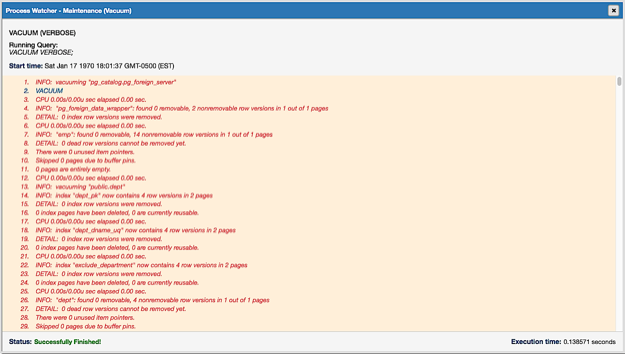 Process Watcher - Maintenance (Vacuum)
VACUUM (VERBOSE)
Running Query:
VACUUM VERBOSE;
Start time: Sat Jan 17 1970 18:01:37 GMT-0500 (EST)
1. INFO: vacuuming "pg_catalog.pg_foreign_server"
2. VACUUM
3. CPU 0.00s/0.00u sec elapsed 0.00 sec.
4. INFO: "pg_foreign_data_wrapper": found 0 removable, 2 nonremovable row versions in 1 out of 1 pages
5. DETAIL: 0 index row versions were removed.
6. CPU 0.00s/0.00u sec elapsed 0.00 sec.
7. INFO: "emp": found 0 removable, 14 nonremovable row versions in 1 out of 1 pages
8. DETAIL: 0 dead row versions cannot be removed yet.
9. There were 0 unused item pointers.
10. Skipped 0 pages due to buffer pins.
11. 0 pages are entirely empty.
12. CPU 0.00s/0.00u sec elapsed 0.00 sec.
13. INFO: vacuuming "public.dept"
14. INFO: index "dept_pk" now contains 4 row versions in 2 pages
15. DETAIL: 0 index row versions were removed.
16. 0 index pages have been deleted, 0 are currently reusable.
17. CPU 0.00s/0.00u sec elapsed 0.00 sec.
18. INFO: index "dept_dname_uq" now contains 4 row versions in 2 pages
19. DETAIL: 0 index row versions were removed.
20. 0 index pages have been deleted, 0 are currently reusable.
21. CPU 0.00s/0.00u sec elapsed 0.00 sec.
22. INFO: index "exclude_department" now contains 4 row versions in 2 pages
23. DETAIL: 0 index row versions were removed.
24. 0 index pages have been deleted, 0 are currently reusable.
25. CPU 0.00s/0.00u sec elapsed 0.00 sec.
26. INFO: "dept": found 0 removable, 4 nonremovable row versions in 1 out of 1 pages
27. DETAIL: 0 dead row versions cannot be removed yet.
28. There were 0 unused item pointers.
29. Skipped 0 pages due to buffer pins.
Status: Successfully Finished! Execution time: 0.138571 seconds